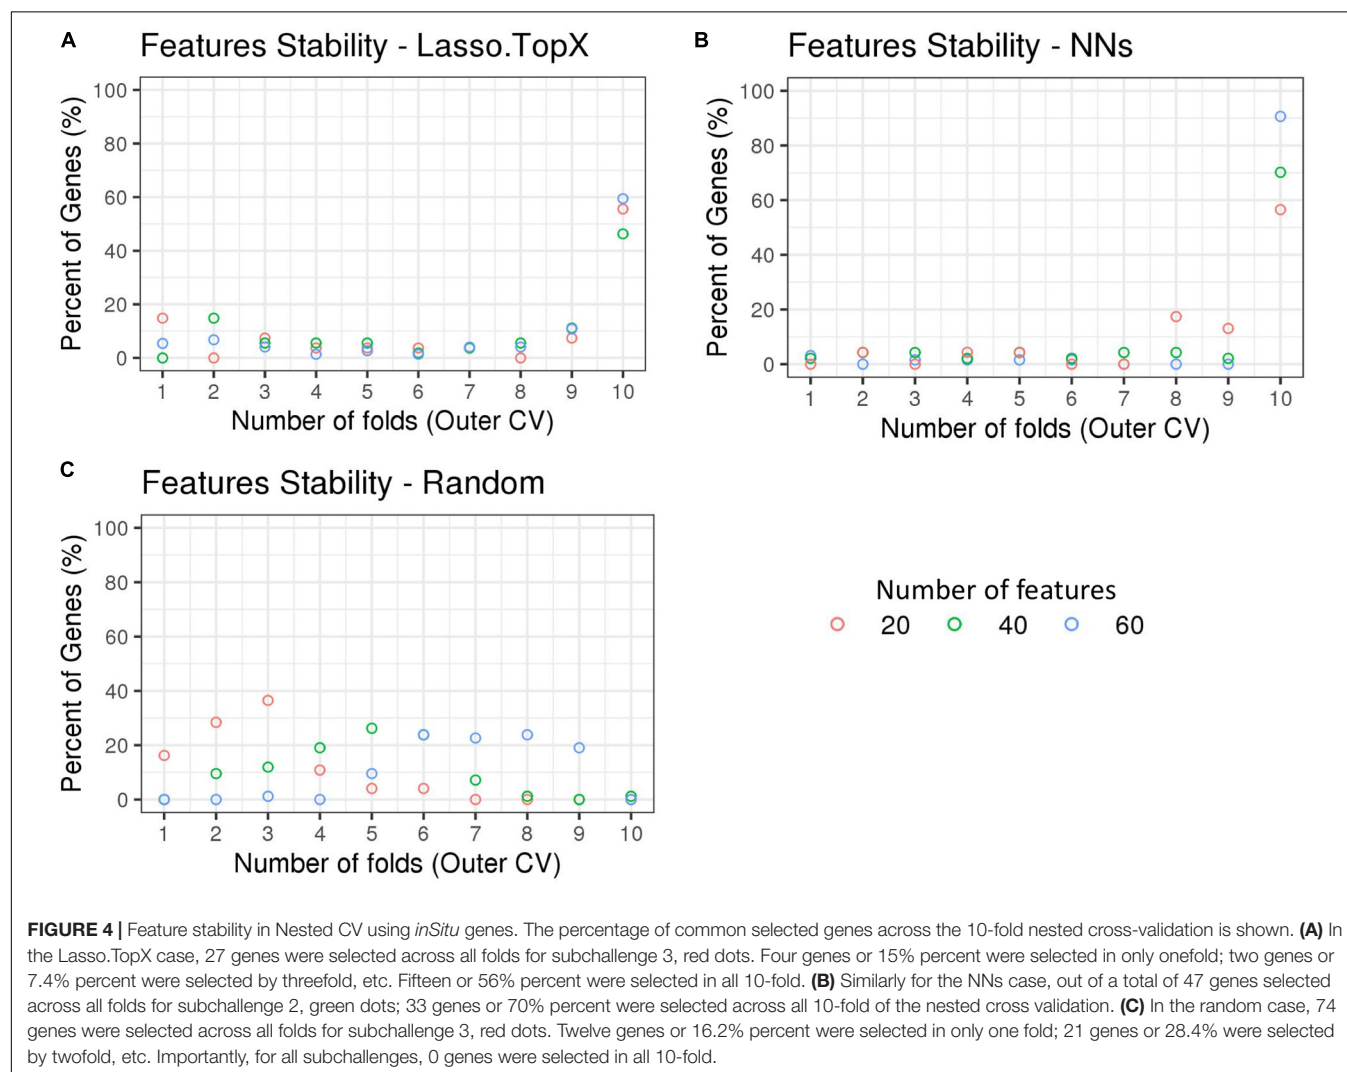 A
Features Stability - Lasso.TopX
Percent of Genes (%)
100
80
60
40
20
0
1 2 3 4 5 6 7 8 9 10
Number of folds (Outer CV)
B
Features Stability - NNs
Percent of Genes (%)
100
80
60
40
20
0
1 2 3 4 5 6 7 8 9 10
Number of folds (Outer CV)
C
Features Stability - Random
Percent of Genes (%)
100
80
60
40
20
0
1 2 3 4 5 6 7 8 9 10
Number of folds (Outer CV)
Number of features
20 40 60
FIGURE 4 | Feature stability in Nested CV using inSitu genes. The percentage of common selected genes across the 10-fold nested cross-validation is shown. (A) In
the Lasso.TopX case, 27 genes were selected across all folds for subchallenge 3, red dots. Four genes or 15% percent were selected in only onefold; two genes or
7.4% percent were selected by threefold, etc. Fifteen or 56% percent were selected in all 10-fold. (B) Similarly for the NNs case, out of a total of 47 genes selected
across all folds for subchallenge 2, green dots; 33 genes or 70% percent were selected across all 10-fold of the nested cross validation. (C) In the random case, 74
genes were selected across all folds for subchallenge 3, red dots. Twelve genes or 16.2% percent were selected in only one fold; 21 genes or 28.4% were selected
by twofold, etc. Importantly, for all subchallenges, 0 genes were selected in all 10-fold.